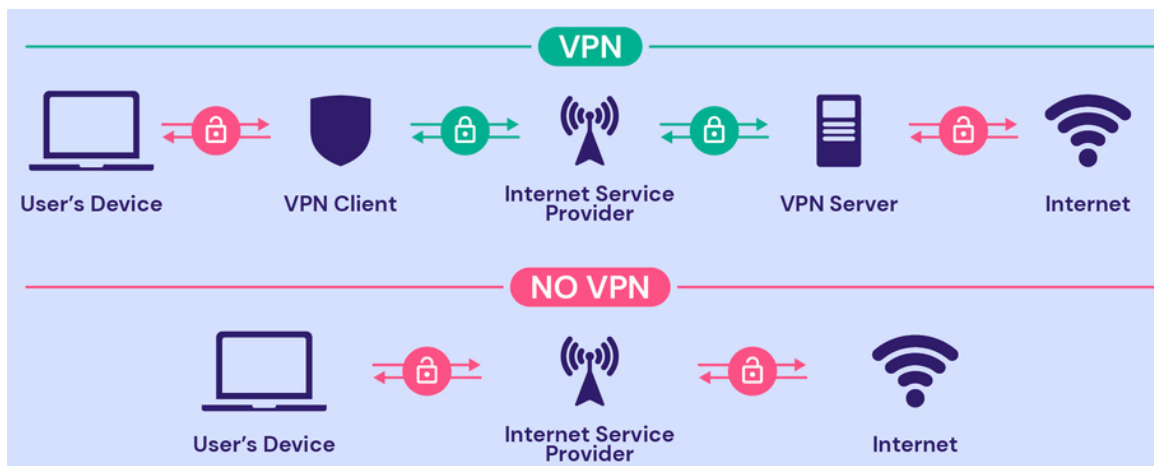 VPN
User's Device
VPN Client
Internet Service
Provider
VPN Server
Internet
NO VPN
User's Device
Internet Service
Provider
Internet